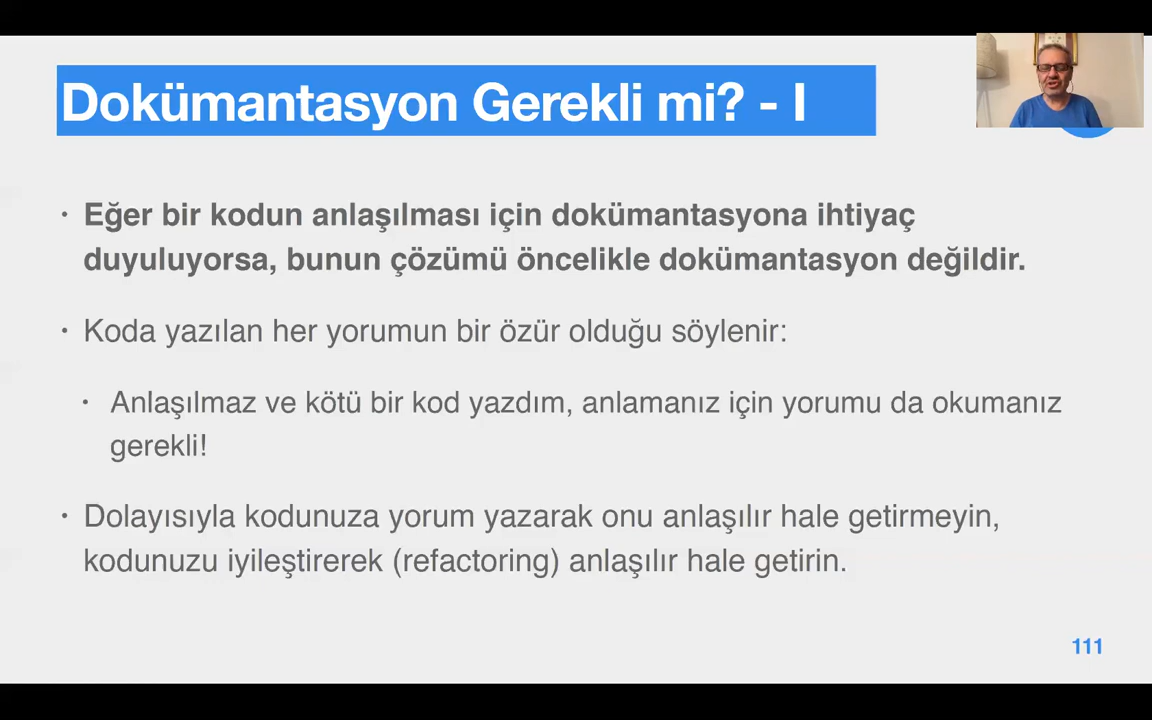 Dokümantasyon Gerekli mi? - I
• Eğer bir kodun anlaşılması için dokümantasyona ihtiyaç
duyuluyorsa, bunun çözümü öncelikle dokümantasyon değildir.
• Koda yazılan her yorumun bir özür olduğu söylenir:
• Anlaşılmaz ve kötü bir kod yazdım, anlamanız için yorumu da okumanız
gerekli!
• Dolayısıyla kodunuza yorum yazarak onu anlaşılır hale getirmeyin,
kodunuzu iyileştirerek (refactoring) anlaşılır hale getirin.
111